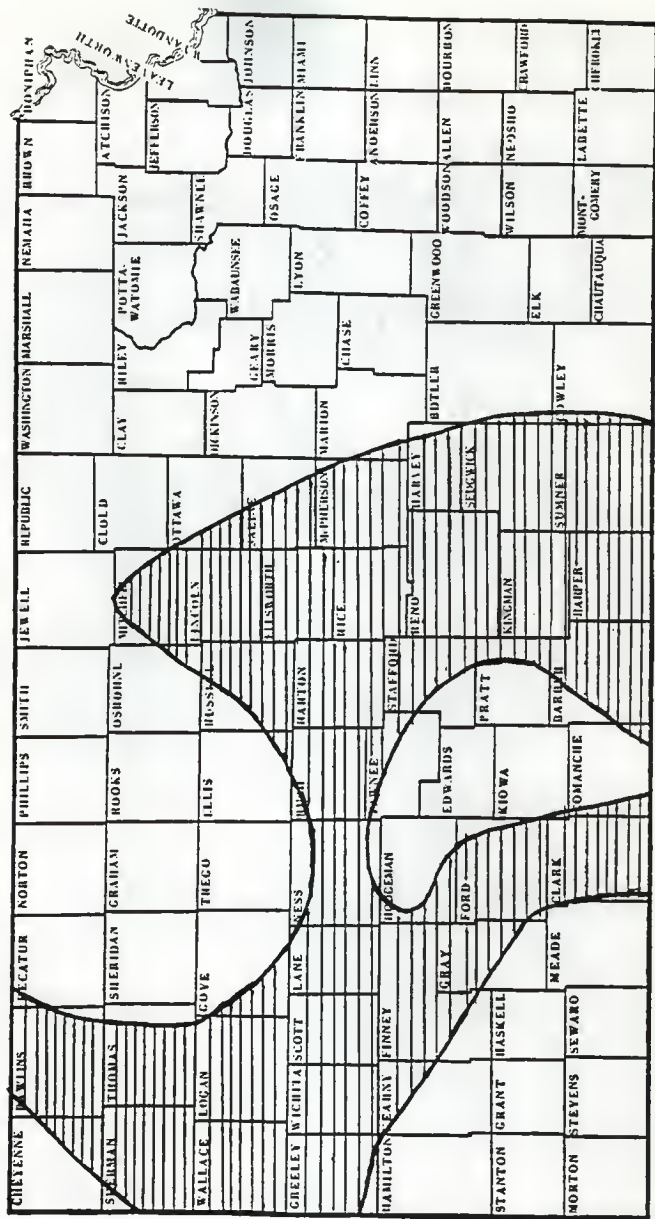 CHEYENNE
RAWLINS
DECATUR
NORTON
PHILLIPS
SMITH
JEWELL
REPUBLIC
WASHINGTON
MARSHALL
NEMAHA
BROWN
DONIPHAN
SHERMAN
THOMAS
SHERIDAN
GRAHAM
ROOKS
OSBORNE
MITCHELL
CLOUD
CLAY
RILEY
POTTA-
WATOMIE
JACKSON
ATCHISON
JEFFERSON
LEAVENWORTH
WYANDOTTE
WALLACE
LOGAN
GOVE
TREGO
ELLIS
RUSSELL
LINCOLN
OTTAWA
DICKINSON
GEARY
WABAUNSEE
SHAWNEE
DOUGLAS
JOHNSON
GREELEY
WICHITA
SCOTT
LANE
NESS
RUSH
BARTON
ELLSWORTH
SALINE
MORRIS
LYON
OSAGE
FRANKLIN
MIAMI
HAMILTON
KEARNY
FINNEY
HODGEMAN
PAWNEE
STAFFORD
RICE
MCPHERSON
MARION
CHASE
COFFEY
ANDERSON
LINN
GRAY
FORD
EDWARDS
RENO
HARVEY
BUTLER
GREENWOOD
WOODSON
ALLEN
BOURBON
STANTON
GRANT
HASKELL
KIOWA
PRATT
KINGMAN
SEDGWICK
ELK
WILSON
NEOSHO
CRAWFORD
MORTON
STEVENS
SEWARD
MEADE
CLARK
COMANCHE
BARBER
HARPER
SUMNER
COWLEY
CHAUTAUQUA
MONT-
GOMERY
LABETTE
CHEROKEE